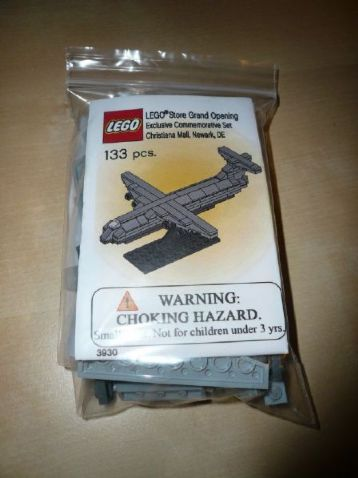 LEGO
LEGO® Store Grand Opening
Exclusive Commemorative Set
Christiana Mall, Newark, DE
133 pcs.
WARNING:
CHOKING HAZARD.
Not for children under 3 yrs.
3930